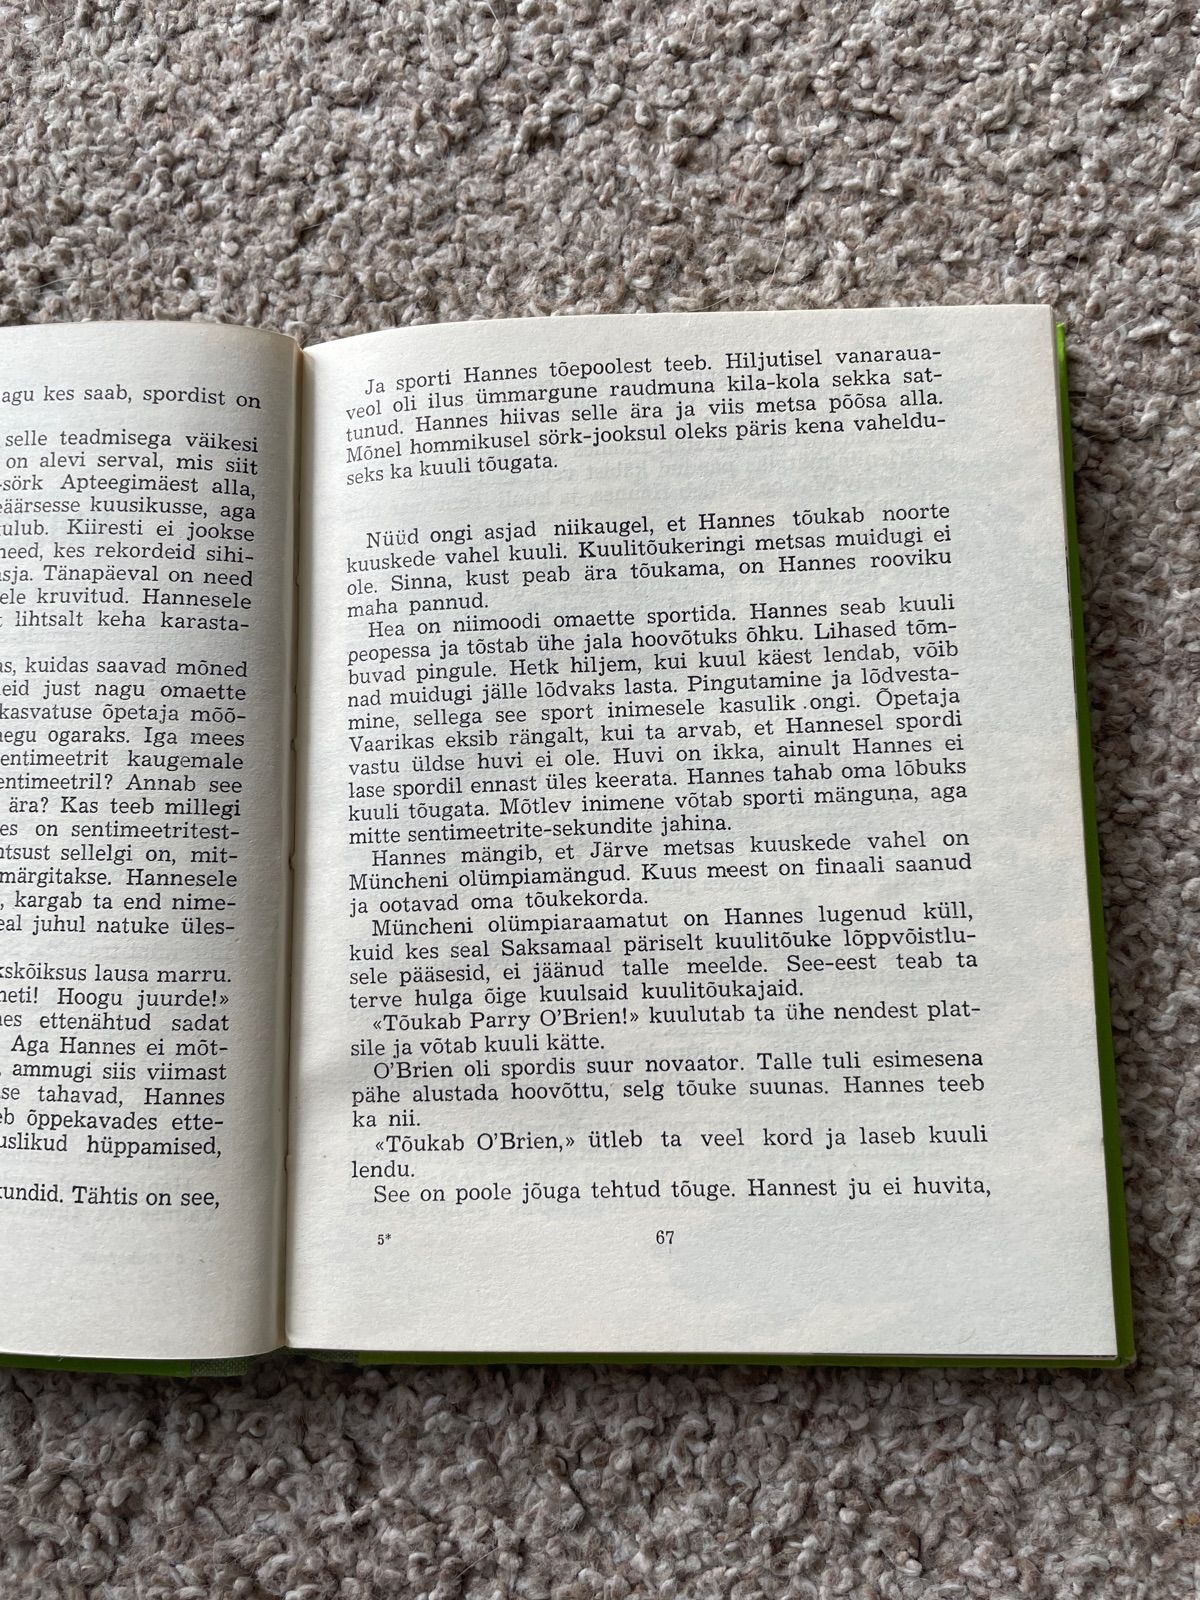 agu kes saab, spordist on
selle teadmisega väikesi
on alevi serval, mis siit
-sörk Apteegimäest alla,
eäärsesse kuusikusse, aga
ulub. Kiiresti ei jookse
need, kes rekordeid sihi-
asja. Tänapäeval on need
ele kruvitud. Hannesele
t lihtsalt keha karasta-
as, kuidas saavad mõned
eid just nagu omaette
kasvatuse õpetaja mõõ-
aegu ogaraks. Iga mees
entimeetrit kaugemale
entimeetril? Annab see
ära? Kas teeb millegi
es on sentimeetritest-
ntsust sellelgi on, mit-
märgitakse. Hannesele
, kargab ta end nime-
eal juhul natuke üles-
kskõiksus lausa marru.
meti! Hoogu juurde!»
nes ettenähtud sadat
. Aga Hannes ei mõt-
, ammugi siis viimast
se tahavad, Hannes
eb õppekavades ette-
uslikud hüppamised,
kundid. Tähtis on see,
Ja sporti Hannes tõepoolest teeb. Hiljutisel vanaraua-
veol oli ilus ümmargune raudmuna kila-kola sekka sat-
tunud. Hannes hiivas selle ära ja viis metsa põõsa alla.
Mõnel hommikusel sörk-jooksul oleks päris kena vaheldu-
seks ka kuuli tõugata.
Nüüd ongi asjad niikaugel, et Hannes tõukab noorte
kuuskede vahel kuuli. Kuulitõukeringi metsas muidugi ei
ole. Sinna, kust peab ära tõukama, on Hannes rooviku
maha pannud.
Hea on niimoodi omaette sportida. Hannes seab kuuli
peopessa ja tõstab ühe jala hoovõtuks õhku. Lihased tõm-
buvad pingule. Hetk hiljem, kui kuul käest lendab, võib
nad muidugi jälle lõdvaks lasta. Pingutamine ja lõdvesta-
mine, sellega see sport inimesele kasulik ongi. Õpetaja
Vaarikas eksib rängalt, kui ta arvab, et Hannesel spordi
vastu üldse huvi ei ole. Huvi on ikka, ainult Hannes ei
lase spordil ennast üles keerata. Hannes tahab oma lõbuks
kuuli tõugata. Mõtlev inimene võtab sporti mänguna, aga
mitte sentimeetrite-sekundite jahina.
Hannes mängib, et Järve metsas kuuskede vahel on
Müncheni olümpiamängud. Kuus meest on finaali saanud
ja ootavad oma tõukekorda.
Müncheni olümpiaraamatut on Hannes lugenud küll,
kuid kes seal Saksamaal päriselt kuulitõuke lõppvõistlu-
sele pääsesid, ei jäänud talle meelde. See-eest teab ta
terve hulga õige kuulsaid kuulitõukajaid.
«Tõukab Parry O'Brien!» kuulutab ta ühe nendest plat-
sile ja võtab kuuli kätte.
O'Brien oli spordis suur novaator. Talle tuli esimesena
pähe alustada hoovõttu, selg tõuke suunas. Hannes teeb
ka nii.
«Tõukab O'Brien,» ütleb ta veel kord ja laseb kuuli
lendu.
See on poole jõuga tehtud tõuge. Hannest ju ei huvita,
5*
67